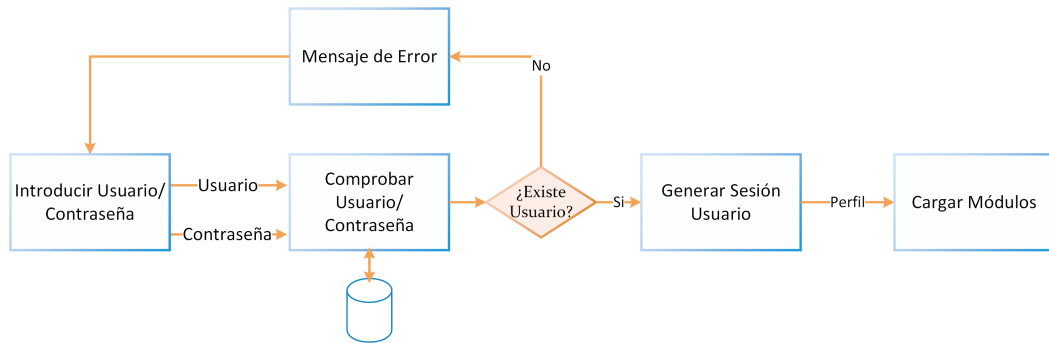 Mensaje de Error
No
Introducir Usuario/
Contraseña
Usuario
Contraseña
Comprobar
Usuario/
Contraseña
¿Existe
Usuario?
Si
Generar Sesión
Usuario
Perfil
Cargar Módulos